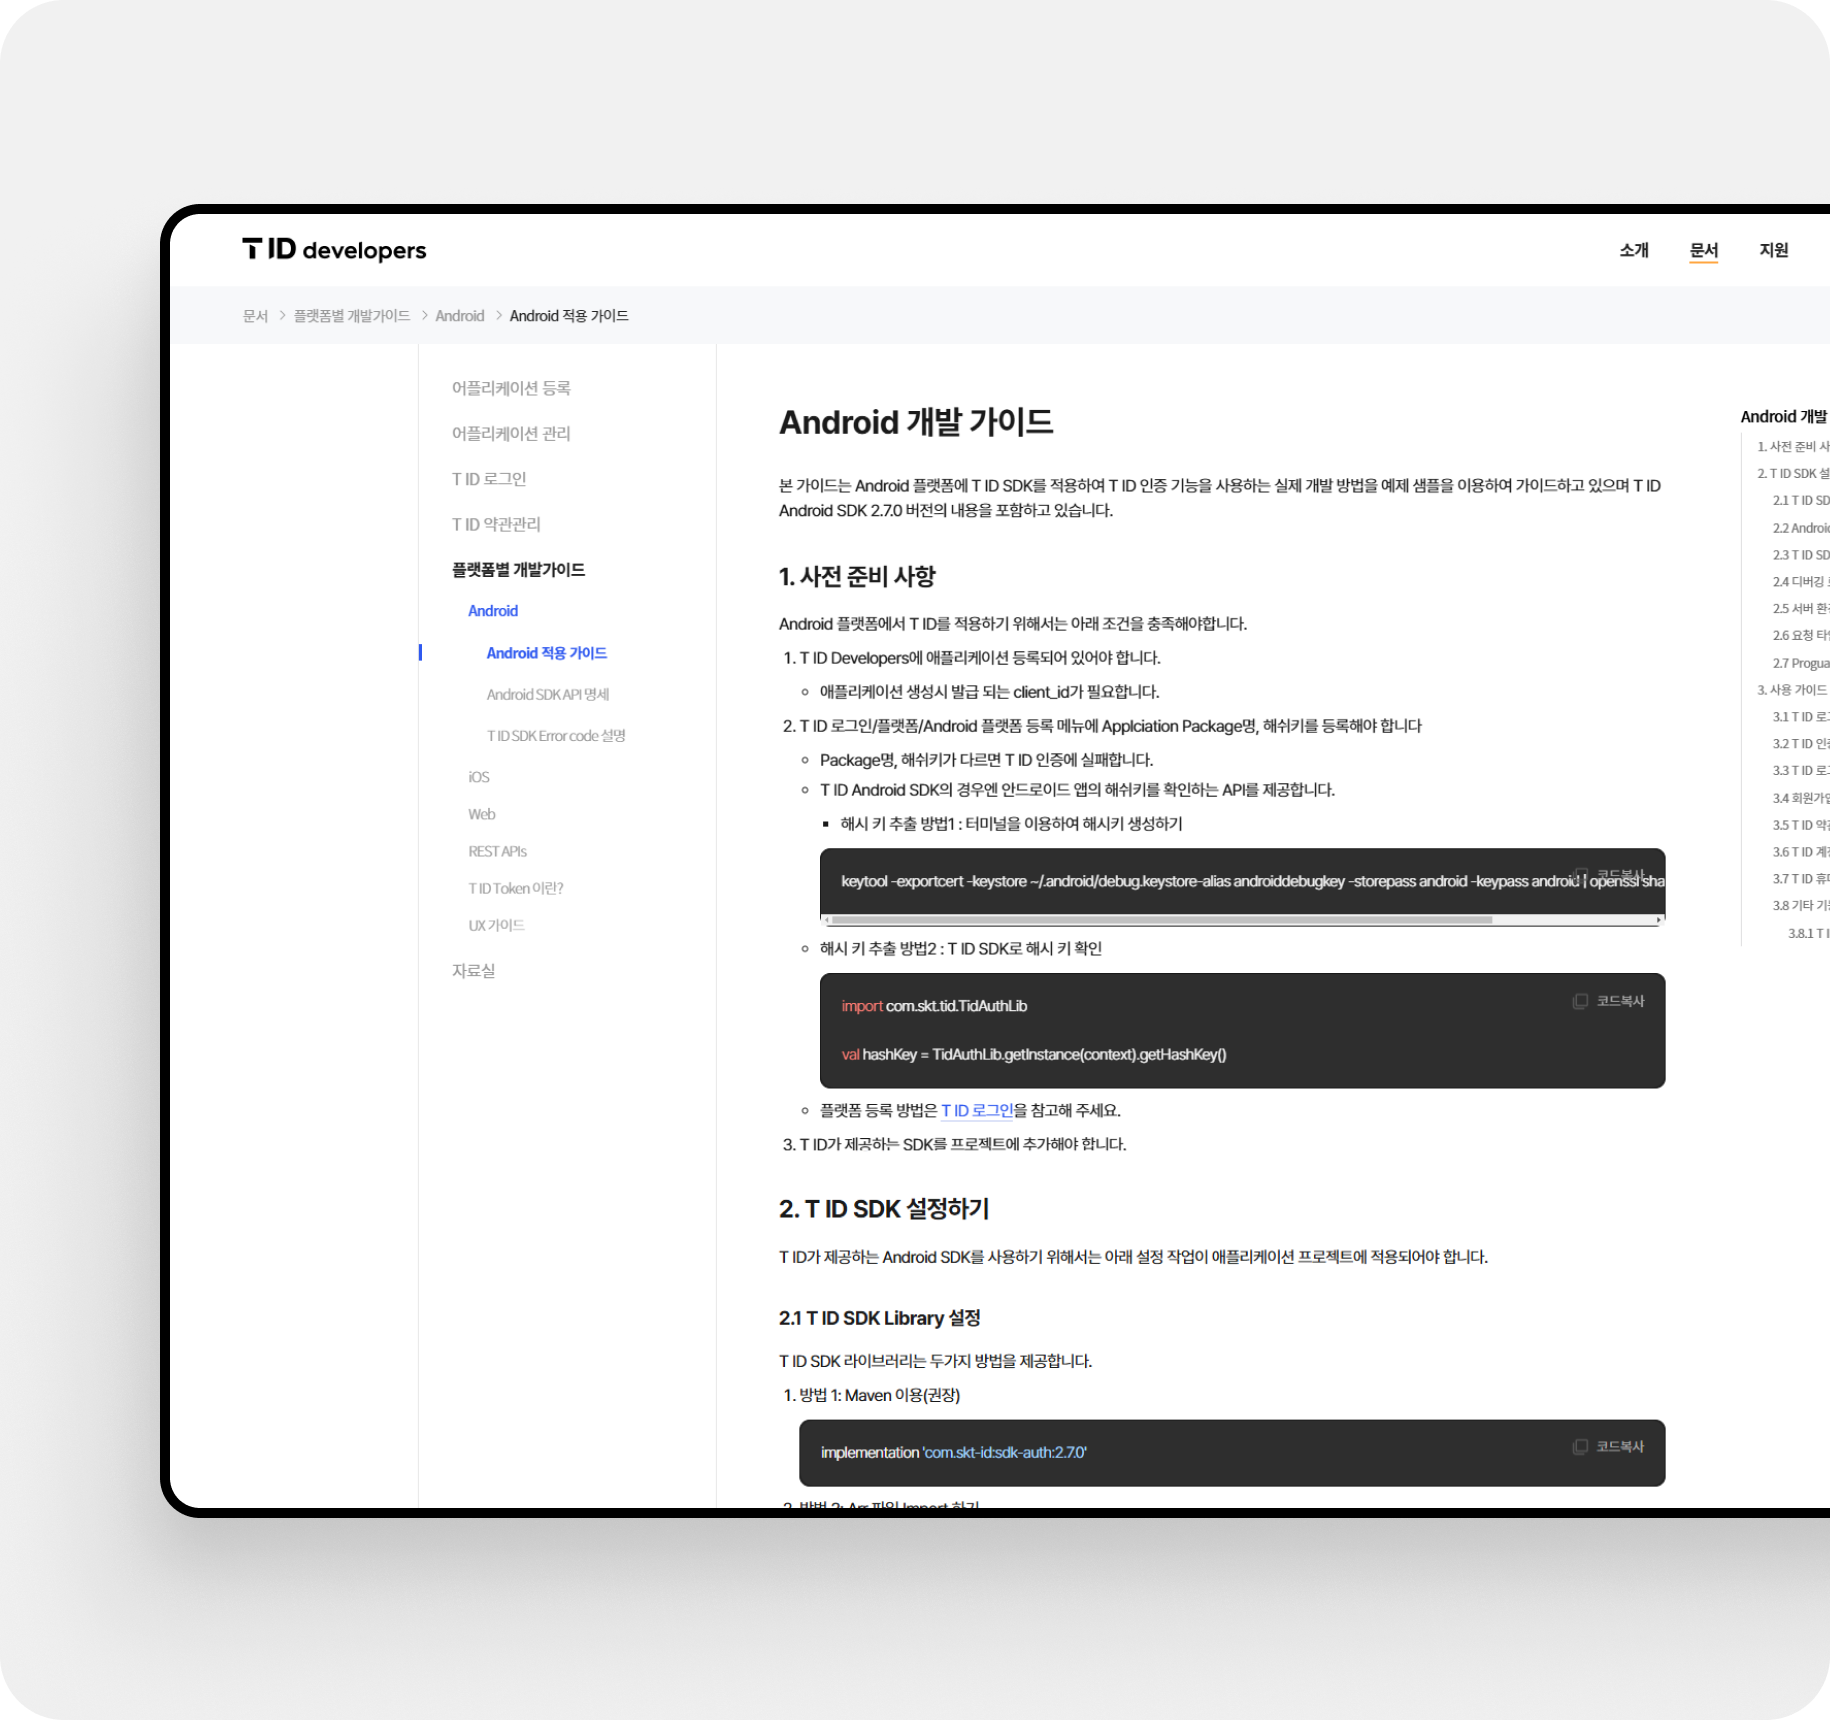 T ID developers
소개
문서
지원
문서 > 플랫폼별 개발가이드 > Android > Android 적용 가이드
어플리케이션 등록
어플리케이션 관리
T ID 로그인
T ID 약관관리
플랫폼별 개발가이드
Android
Android 적용 가이드
Android SDK API 명세
T ID SDK Error code 설명
iOS
Web
REST APIs
T ID Token 이란?
UX 가이드
자료실
Android 개발 가이드
본 가이드는 Android 플랫폼에 T ID SDK를 적용하여 T ID 인증 기능을 사용하는 실제 개발 방법을 예제 샘플을 이용하여 가이드하고 있으며 T ID
Android SDK 2.7.0 버전의 내용을 포함하고 있습니다.
1. 사전 준비 사항
Android 플랫폼에서 T ID를 적용하기 위해서는 아래 조건을 충족해야합니다.
1. T ID Developers에 애플리케이션 등록되어 있어야 합니다.
애플리케이션 생성시 발급 되는 client_id가 필요합니다.
2. T ID 로그인/플랫폼/Android 플랫폼 등록 메뉴에 Applciation Package명, 해쉬키를 등록해야 합니다
Package명, 해쉬키가 다르면 T ID 인증에 실패합니다.
T ID Android SDK의 경우엔 안드로이드 앱의 해쉬키를 확인하는 API를 제공합니다.
해시 키 추출 방법1 : 터미널을 이용하여 해시키 생성하기
코드복사
keytool -exportcert -keystore ~/.android/debug.keystore-alias androiddebugkey -storepass android -keypass android | openssl sha
해시 키 추출 방법2 : T ID SDK로 해시 키 확인
코드복사
import com.skt.tid.TidAuthLib
val hashKey = TidAuthLib.getInstance(context).getHashKey()
플랫폼 등록 방법은 T ID 로그인을 참고해 주세요.
3. T ID가 제공하는 SDK를 프로젝트에 추가해야 합니다.
2. T ID SDK 설정하기
T ID가 제공하는 Android SDK를 사용하기 위해서는 아래 설정 작업이 애플리케이션 프로젝트에 적용되어야 합니다.
2.1 T ID SDK Library 설정
T ID SDK 라이브러리는 두가지 방법을 제공합니다.
1. 방법 1: Maven 이용(권장)
코드복사
implementation 'com.skt-id:sdk-auth:2.7.0'
2. 방법 2: Arr 파일 Import 하기
Android 개발
1. 사전 준비 사
2. T ID SDK 설
2.1 T ID SD
2.2 Android
2.3 T ID SD
2.4 디버깅
2.5 서버 환
2.6 요청 타
2.7 Progua
3. 사용 가이드
3.1 T ID 로
3.2 T ID 인
3.3 T ID 로
3.4 회원가입
3.5 T ID 약
3.6 T ID 계
3.7 T ID 휴
3.8 기타 기
3.8.1 T I